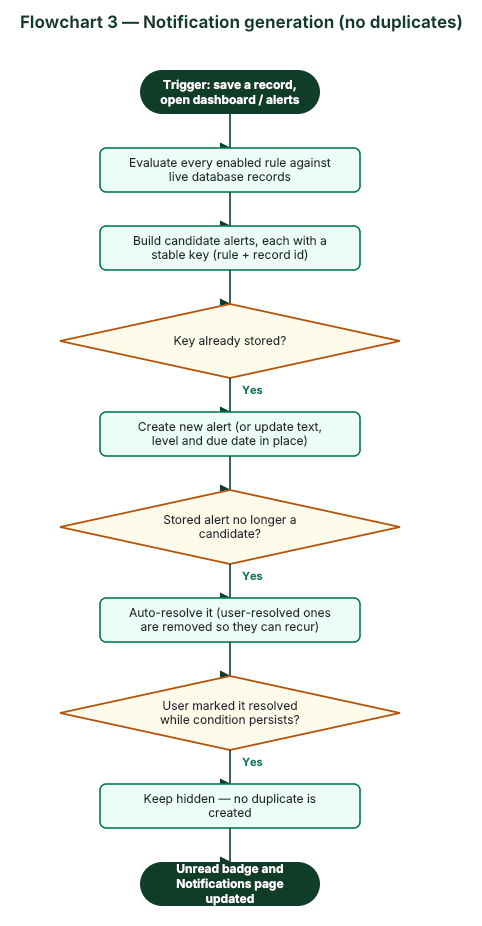 Flowchart 3 — Notification generation (no duplicates)
Trigger: save a record,
open dashboard / alerts
Evaluate every enabled rule against
live database records
Build candidate alerts, each with a
stable key (rule + record id)
Key already stored?
Yes
Create new alert (or update text,
level and due date in place)
Stored alert no longer a
candidate?
Yes
Auto-resolve it (user-resolved ones
are removed so they can recur)
User marked it resolved
while condition persists?
Yes
Keep hidden — no duplicate is
created
Unread badge and
Notifications page
updated